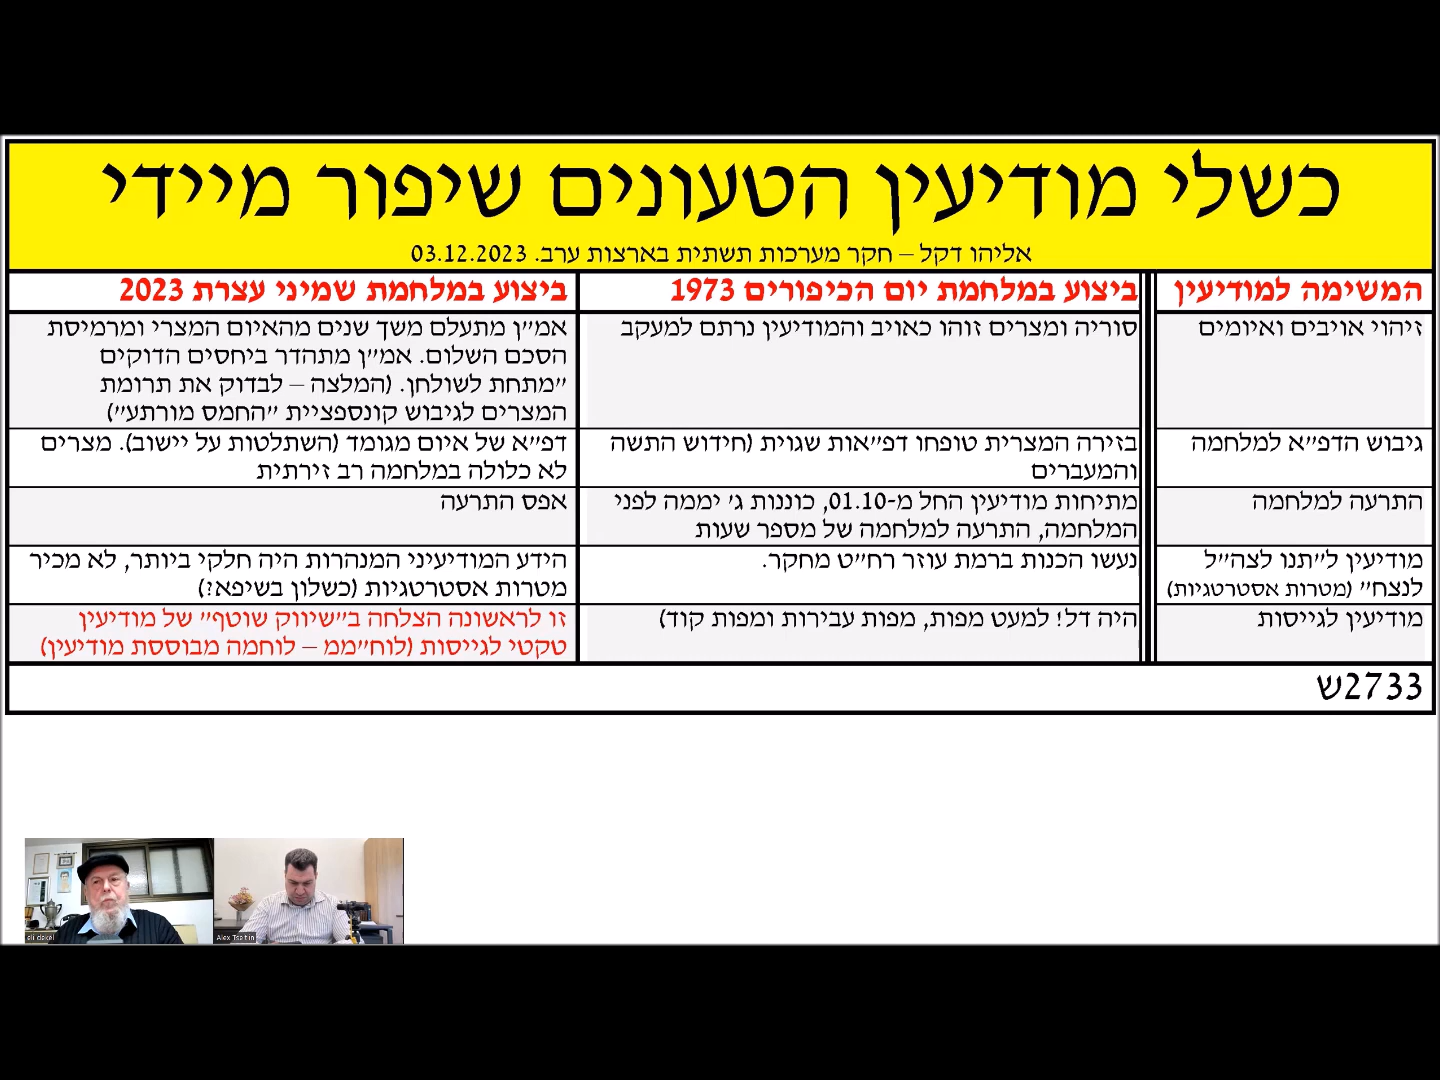 כשלי מודיעין הטעונים שיפור מיידי
אליהו דקל – חקר מערכות תשתית בארצות ערב. 03.12.2023
המשימה למודיעין
ביצוע במלחמת יום הכיפורים 1973
ביצוע במלחמת שמיני עצרת 2023
זיהוי אויבים ואיומים
סוריה ומצרים זוהו כאויב והמודיעין נרתם למעקב
אמ״ן מתעלם משך שנים מהאיום המצרי ומרמיסת
הסכם השלום. אמ״ן מתהדר ביחסים הדוקים
״מתחת לשולחן. (המלצה – לבדוק את תרומת
המצרים לגיבוש קונספציית ״החמס מורתע״)
גיבוש הדפ״א למלחמה
בזירה המצרית טופחו דפ״אות שגוית (חידוש התשה
והמעברים
דפ״א של איום מגומד (השתלטות על יישוב). מצרים
לא כלולה במלחמה רב זירתית
התרעה למלחמה
מתיחות מודיעין החל מ-01.10, כוננות ג׳ יממה לפני
המלחמה, התרעה למלחמה של מספר שעות
אפס התרעה
מודיעין ל״תנו לצה״ל
לנצח״ (מטרות אסטרטגיות)
נעשו הכנות ברמת עוזר רח״ט מחקר.
הידע המודיעיני המנהרות היה חלקי ביותר, לא מכיר
מטרות אסטרטגיות (כשלון בשיפא?)
מודיעין לגייסות
היה דל! למעט מפות, מפות עבירות ומפות קוד)
זו לראשונה הצלחה ב״שיווק שוטף״ של מודיעין
טקטי לגייסות (לוח״ממ – לוחמה מבוססת מודיעין)
2733ש
eli dekel
Alex Tseitlin